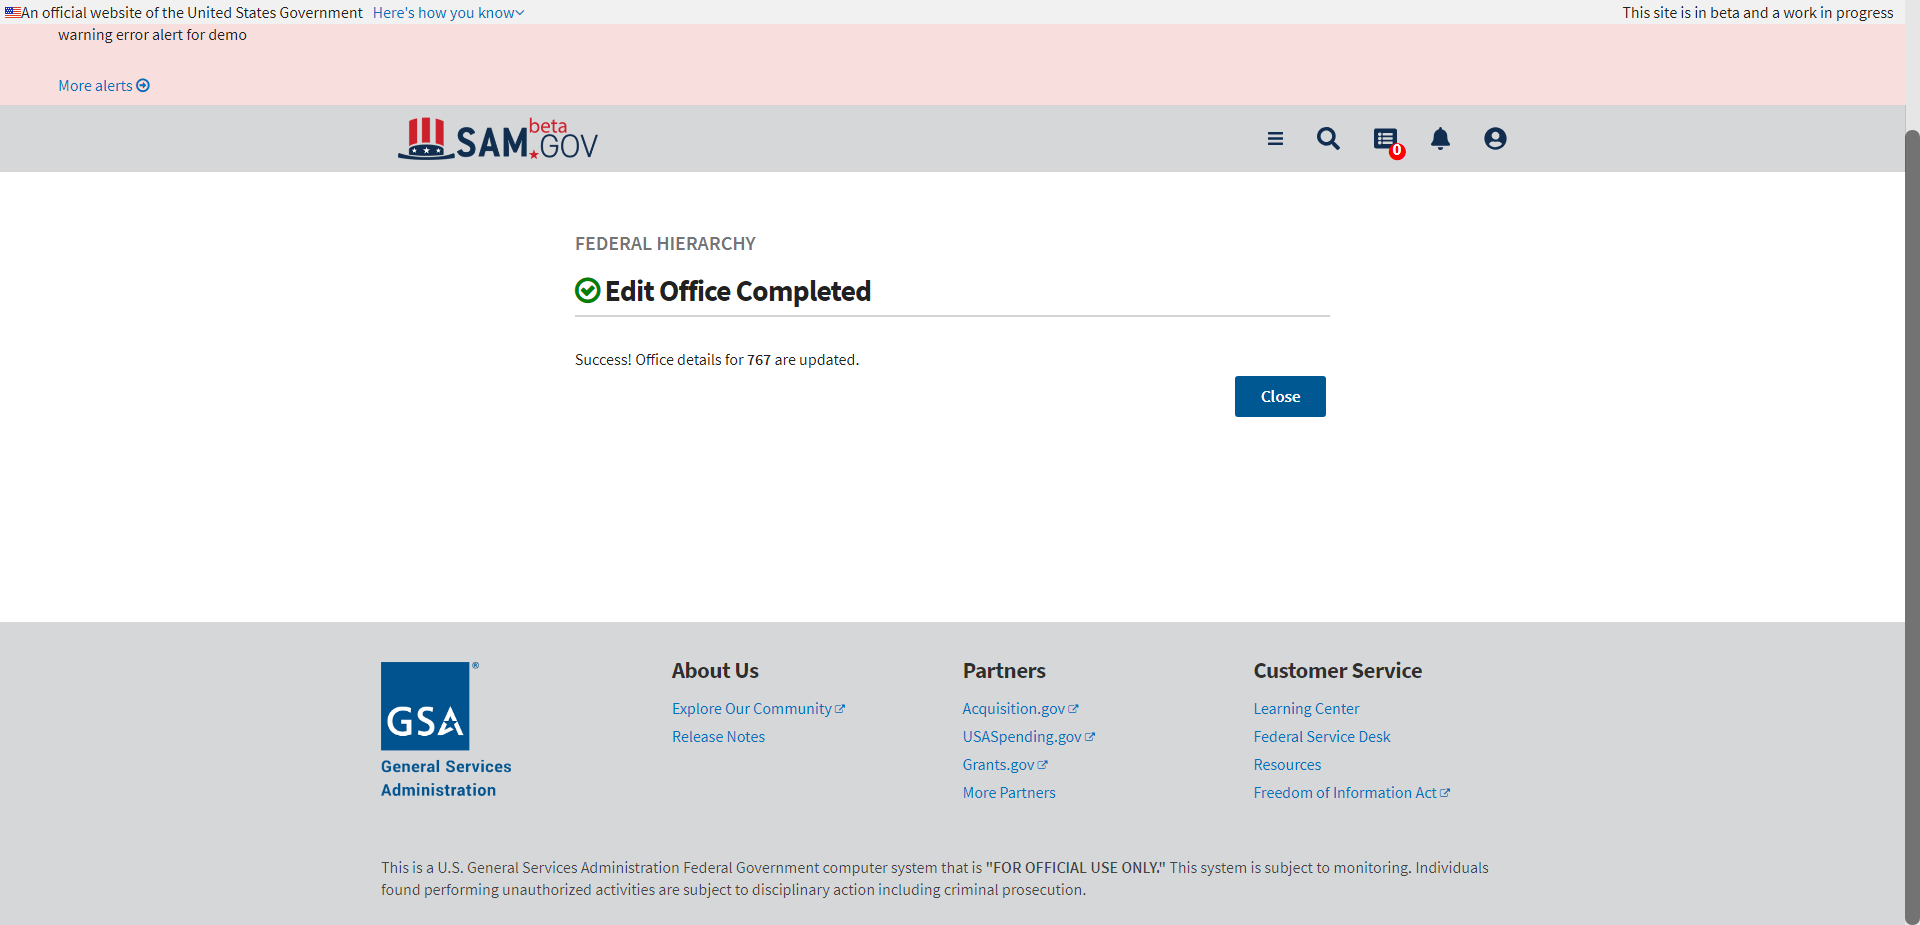 An official website of the United States Government Here's how you know
This site is in beta and a work in progress
warning error alert for demo
More alerts
SAM.GOV beta
0
FEDERAL HIERARCHY
Edit Office Completed
Success! Office details for 767 are updated.
Close
GSA ®
General Services
Administration
About Us
Explore Our Community
Release Notes
Partners
Acquisition.gov
USASpending.gov
Grants.gov
More Partners
Customer Service
Learning Center
Federal Service Desk
Resources
Freedom of Information Act
This is a U.S. General Services Administration Federal Government computer system that is "FOR OFFICIAL USE ONLY." This system is subject to monitoring. Individuals
found performing unauthorized activities are subject to disciplinary action including criminal prosecution.